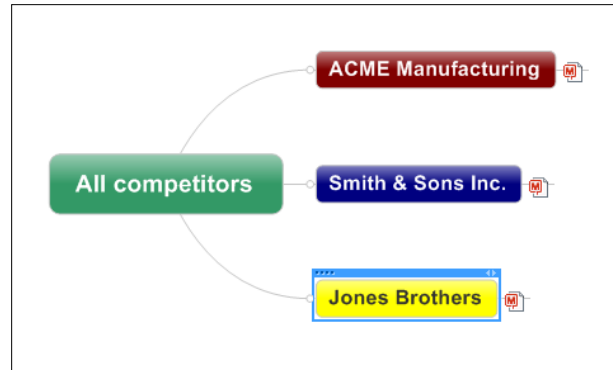 ACME Manufacturing
M
All competitors
Smith & Sons Inc.
M
Jones Brothers
M